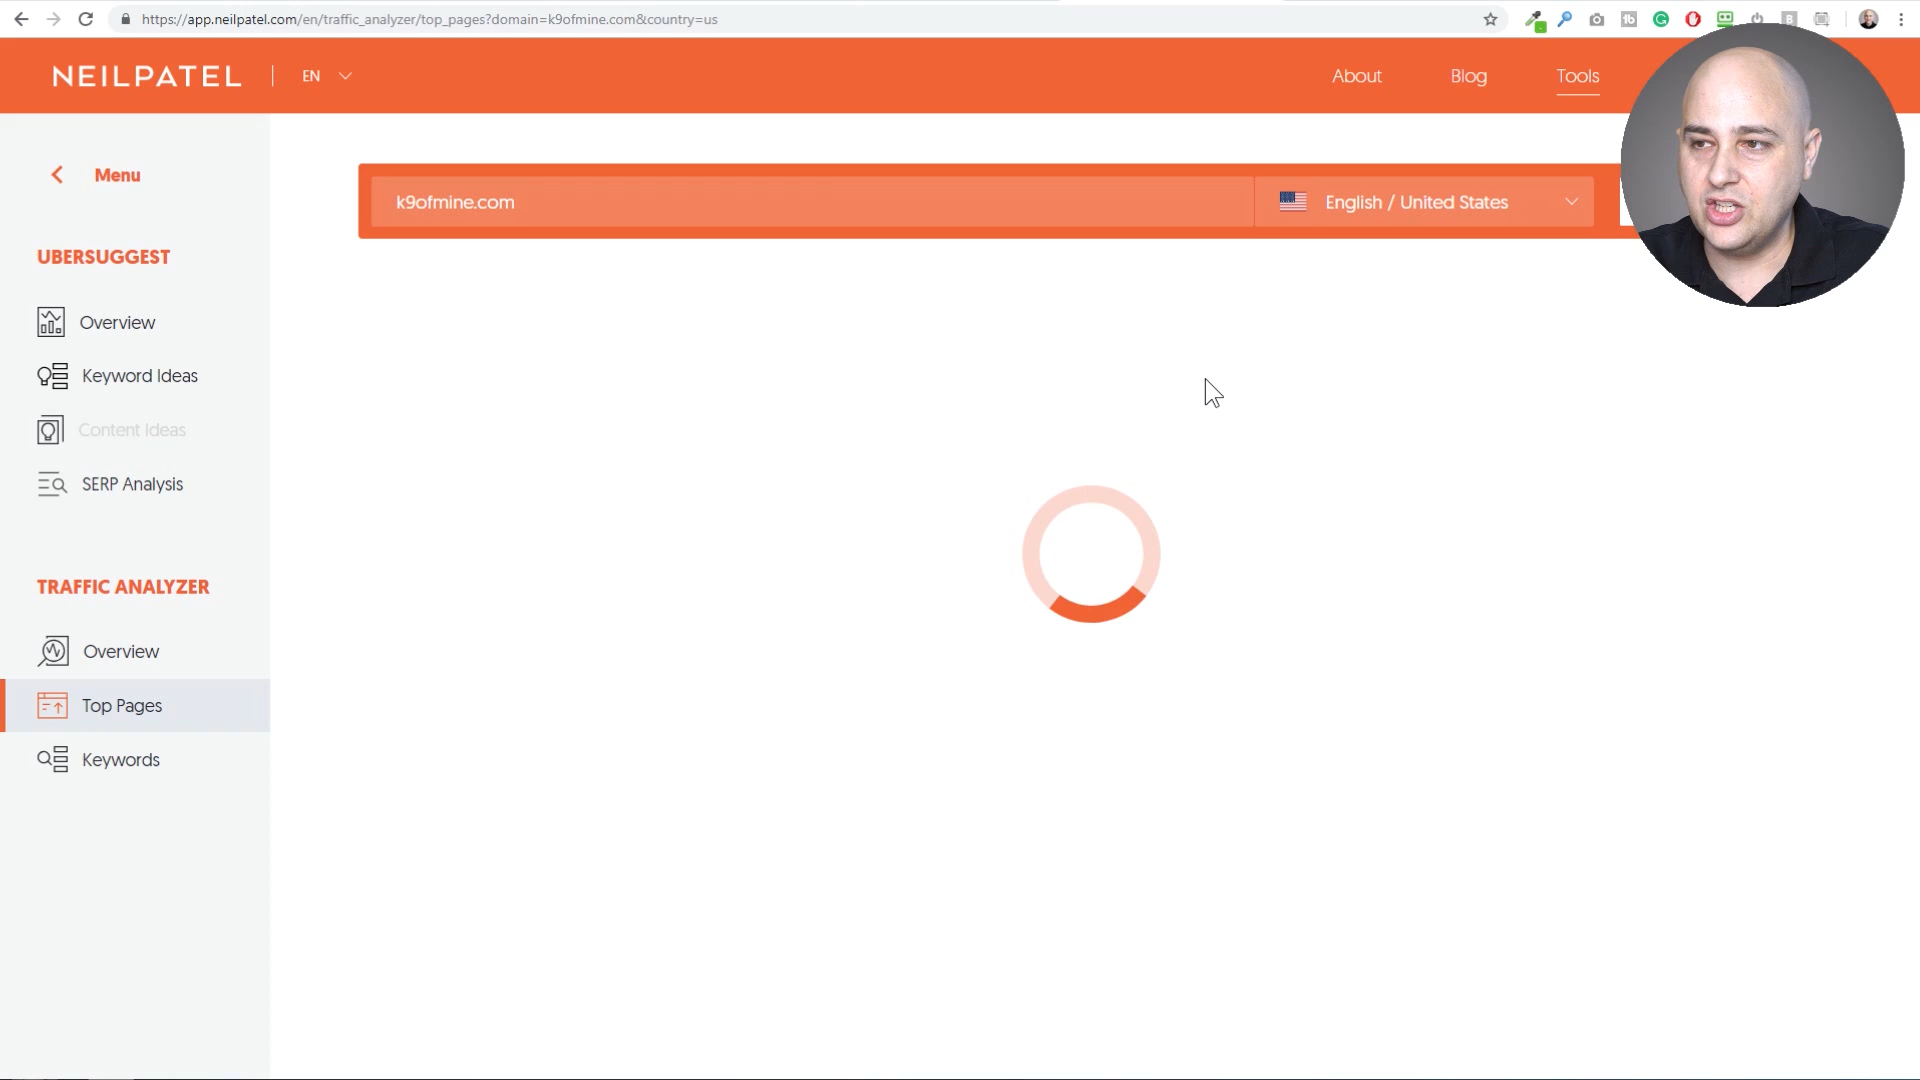 https://app.neilpatel.com/en/traffic_analyzer/top_pages?domain=k9ofmine.com&country=us
NEILPATEL
EN
About
Blog
Tools
Menu
k9ofmine.com
English / United States
UBERSUGGEST
Overview
Keyword Ideas
Content Ideas
SERP Analysis
TRAFFIC ANALYZER
Overview
Top Pages
Keywords